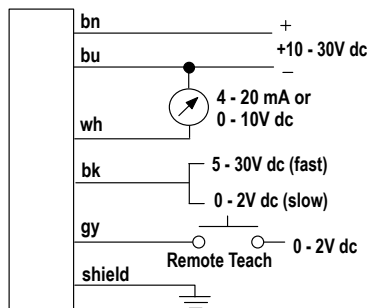 bn
+
+10 - 30V dc
bu
–
4 - 20 mA or
0 - 10V dc
wh
5 - 30V dc (fast)
bk
0 - 2V dc (slow)
gy
0 - 2V dc
Remote Teach
shield